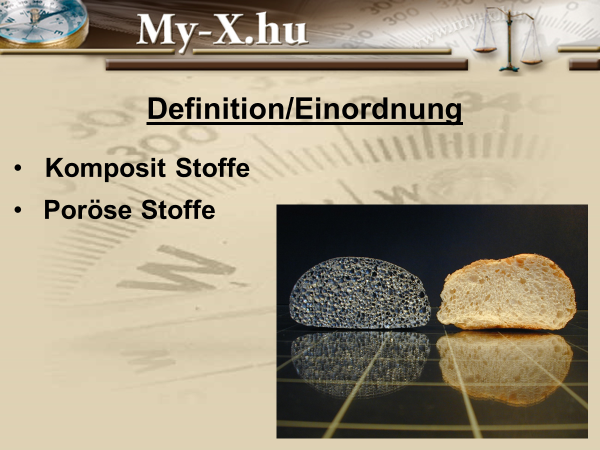 My-X.hu
Definition/Einordnung
• Komposit Stoffe
• Poröse Stoffe
W